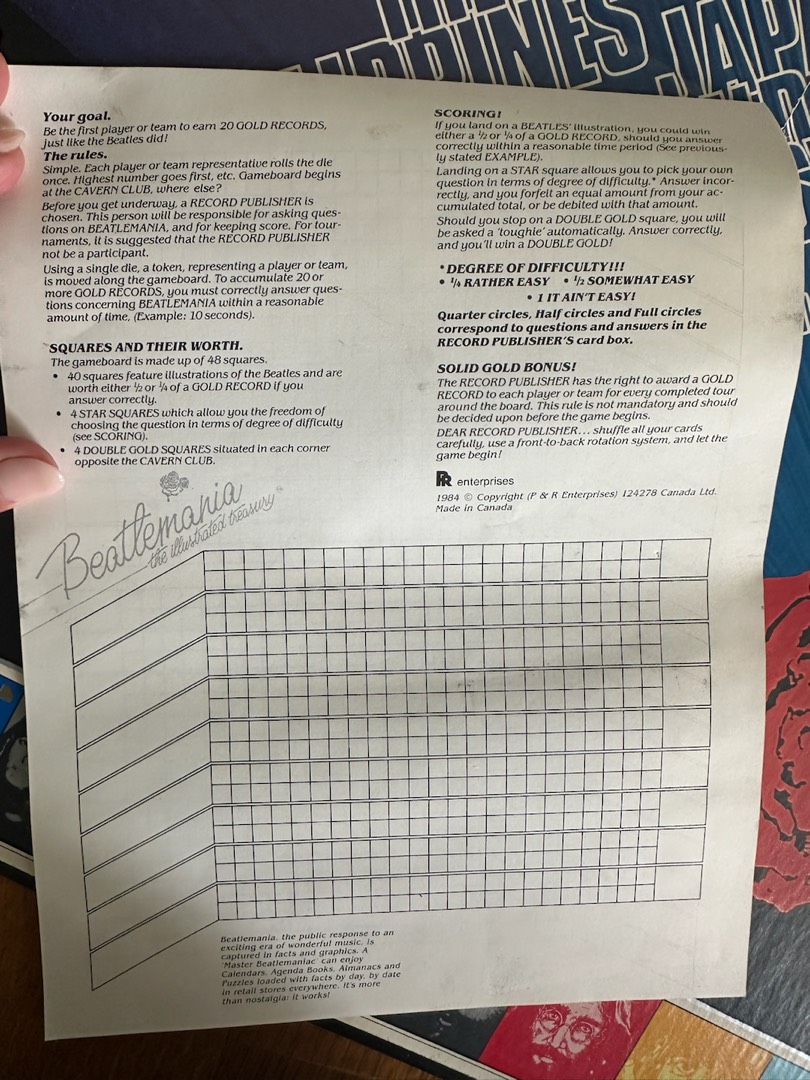 PPINES
JAP
Your goal.
Be the first player or team to earn 20 GOLD RECORDS,
just like the Beatles did!
The rules.
Simple. Each player or team representative rolls the die
once. Highest number goes first, etc. Gameboard begins
at the CAVERN CLUB, where else?
Before you get underway, a RECORD PUBLISHER is
chosen. This person will be responsible for asking ques-
tions on BEATLEMANIA, and for keeping score. For tour-
naments, it is suggested that the RECORD PUBLISHER
not be a participant.
Using a single die, a token, representing a player or team,
is moved along the gameboard. To accumulate 20 or
more GOLD RECORDS, you must correctly answer ques-
tions concerning BEATLEMANIA within a reasonable
amount of time, (Example: 10 seconds).
SQUARES AND THEIR WORTH.
The gameboard is made up of 48 squares.
• 40 squares feature illustrations of the Beatles and are
worth either ½ or ¼ of a GOLD RECORD if you
answer correctly.
• 4 STAR SQUARES which allow you the freedom of
choosing the question in terms of degree of difficulty
(see SCORING).
• 4 DOUBLE GOLD SQUARES situated in each corner
opposite the CAVERN CLUB.
SCORING!
If you land on a BEATLES' illustration, you could win
either a ½ or ¼ of a GOLD RECORD, should you answer
correctly within a reasonable time period (See previous-
ly stated EXAMPLE).
Landing on a STAR square allows you to pick your own
question in terms of degree of difficulty.* Answer incor-
rectly, and you forfeit an equal amount from your ac-
cumulated total, or be debited with that amount.
Should you stop on a DOUBLE GOLD square, you will
be asked a 'toughie' automatically. Answer correctly,
and you'll win a DOUBLE GOLD!
*DEGREE OF DIFFICULTY!!!
• ¼ RATHER EASY • ½ SOMEWHAT EASY
• 1 IT AIN'T EASY!
Quarter circles, Half circles and Full circles
correspond to questions and answers in the
RECORD PUBLISHER'S card box.
SOLID GOLD BONUS!
The RECORD PUBLISHER has the right to award a GOLD
RECORD to each player or team for every completed tour
around the board. This rule is not mandatory and should
be decided upon before the game begins.
DEAR RECORD PUBLISHER... shuffle all your cards
carefully, use a front-to-back rotation system, and let the
game begin!
PR enterprises
1984 © Copyright (P & R Enterprises) 124278 Canada Ltd.
Made in Canada
Beatlemania
the illustrated treasury
Beatlemania, the public response to an
exciting era of wonderful music, is
captured in facts and graphics. A
'Master Beatlemaniac' can enjoy
Calendars, Agenda Books, Almanacs and
Puzzles loaded with facts by day, by date
in retail stores everywhere. It's more
than nostalgia: it works!